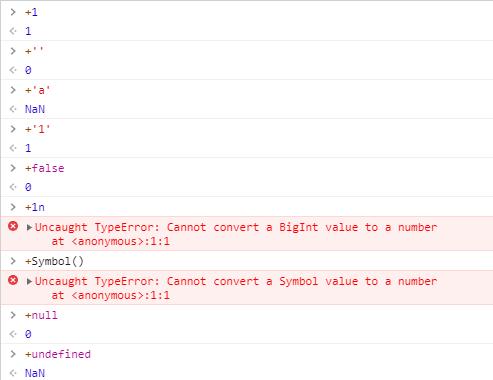 +1
1
+''
0
+'a'
NaN
+'1'
1
+false
0
+1n
Uncaught TypeError: Cannot convert a BigInt value to a number
at <anonymous>:1:1
+Symbol()
Uncaught TypeError: Cannot convert a Symbol value to a number
at <anonymous>:1:1
+null
0
+undefined
NaN